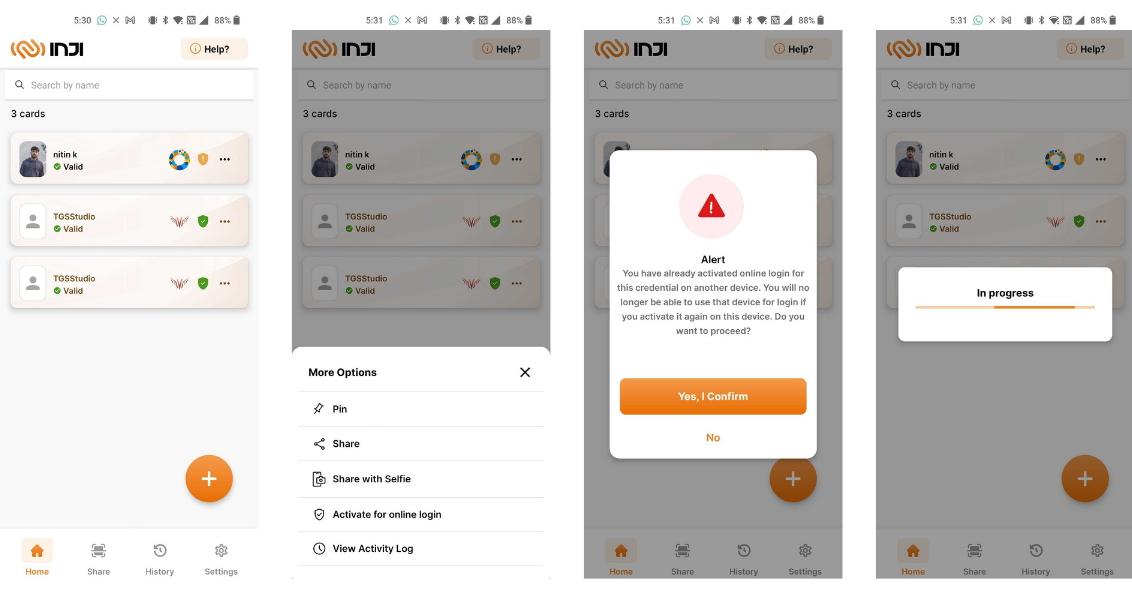 5:30 88%
INJI
Help?
Search by name
3 cards
nitin k
Valid
TGSStudio
Valid
TGSStudio
Valid
Home Share History Settings
5:31 88%
INJI
Help?
Search by name
3 cards
nitin k
Valid
TGSStudio
Valid
TGSStudio
Valid
More Options
Pin
Share
Share with Selfie
Activate for online login
View Activity Log
5:31 88%
INJI
Help?
Search by name
3 cards
Alert
You have already activated online login for
this credential on another device. You will no
longer be able to use that device for login if
you activate it again on this device. Do you
want to proceed?
Yes, I Confirm
No
Home Share History Settings
5:31 88%
INJI
Help?
Search by name
3 cards
nitin k
Valid
TGSStudio
Valid
In progress
Home Share History Settings